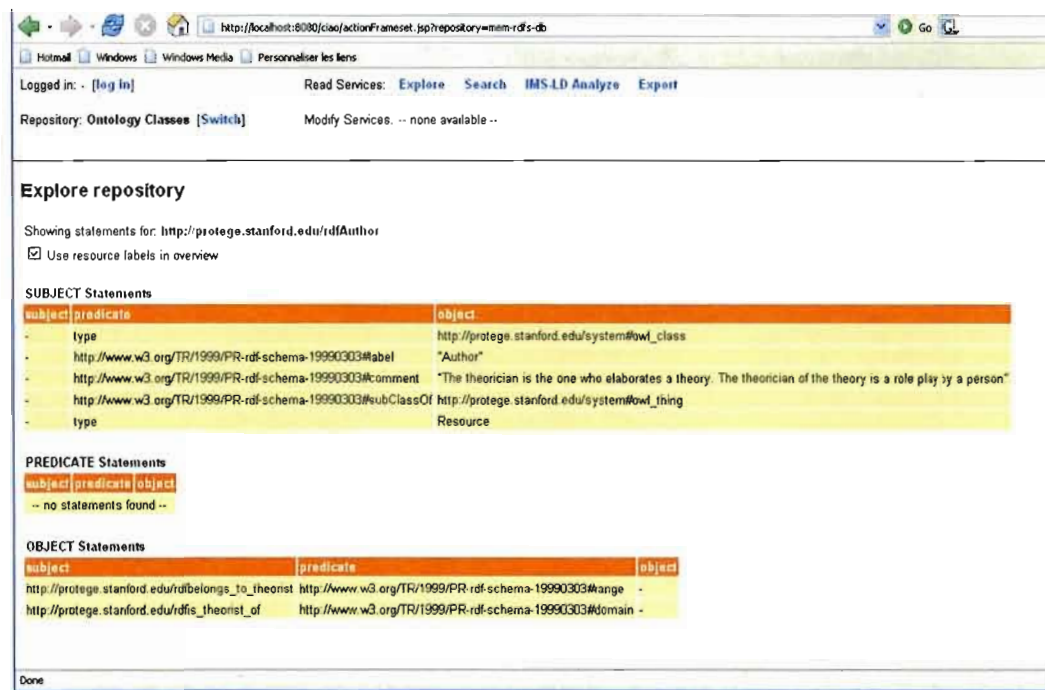 http://localhost:8080/ciao/actionFrameset.jsp?repository=mem-rdfs-db Go
Hotmail Windows Windows Media Personnaliser les liens
Logged in: - [log in] Read Services: Explore Search IMS-LD Analyze Export
Repository: Ontology Classes [Switch] Modify Services. -- none available --
Explore repository
Showing statements for: http://protege.stanford.edu/rdfAuthor
Use resource labels in overview
SUBJECT Statements
subject predicate object
- type http://protege.stanford.edu/system#owl_class
- http://www.w3.org/TR/1999/PR-rdf-schema-19990303#label "Author"
- http://www.w3.org/TR/1999/PR-rdf-schema-19990303#comment "The theorician is the one who elaborates a theory. The theorician of the theory is a role play by a person"
- http://www.w3.org/TR/1999/PR-rdf-schema-19990303#subClassOf http://protege.stanford.edu/system#owl_thing
- type Resource
PREDICATE Statements
subject predicate object
-- no statements found --
OBJECT Statements
subject predicate object
http://protege.stanford.edu/rdfbelongs_to_theorist http://www.w3.org/TR/1999/PR-rdf-schema-19990303#range -
http://protege.stanford.edu/rdfis_theorist_of http://www.w3.org/TR/1999/PR-rdf-schema-19990303#domain -
Done